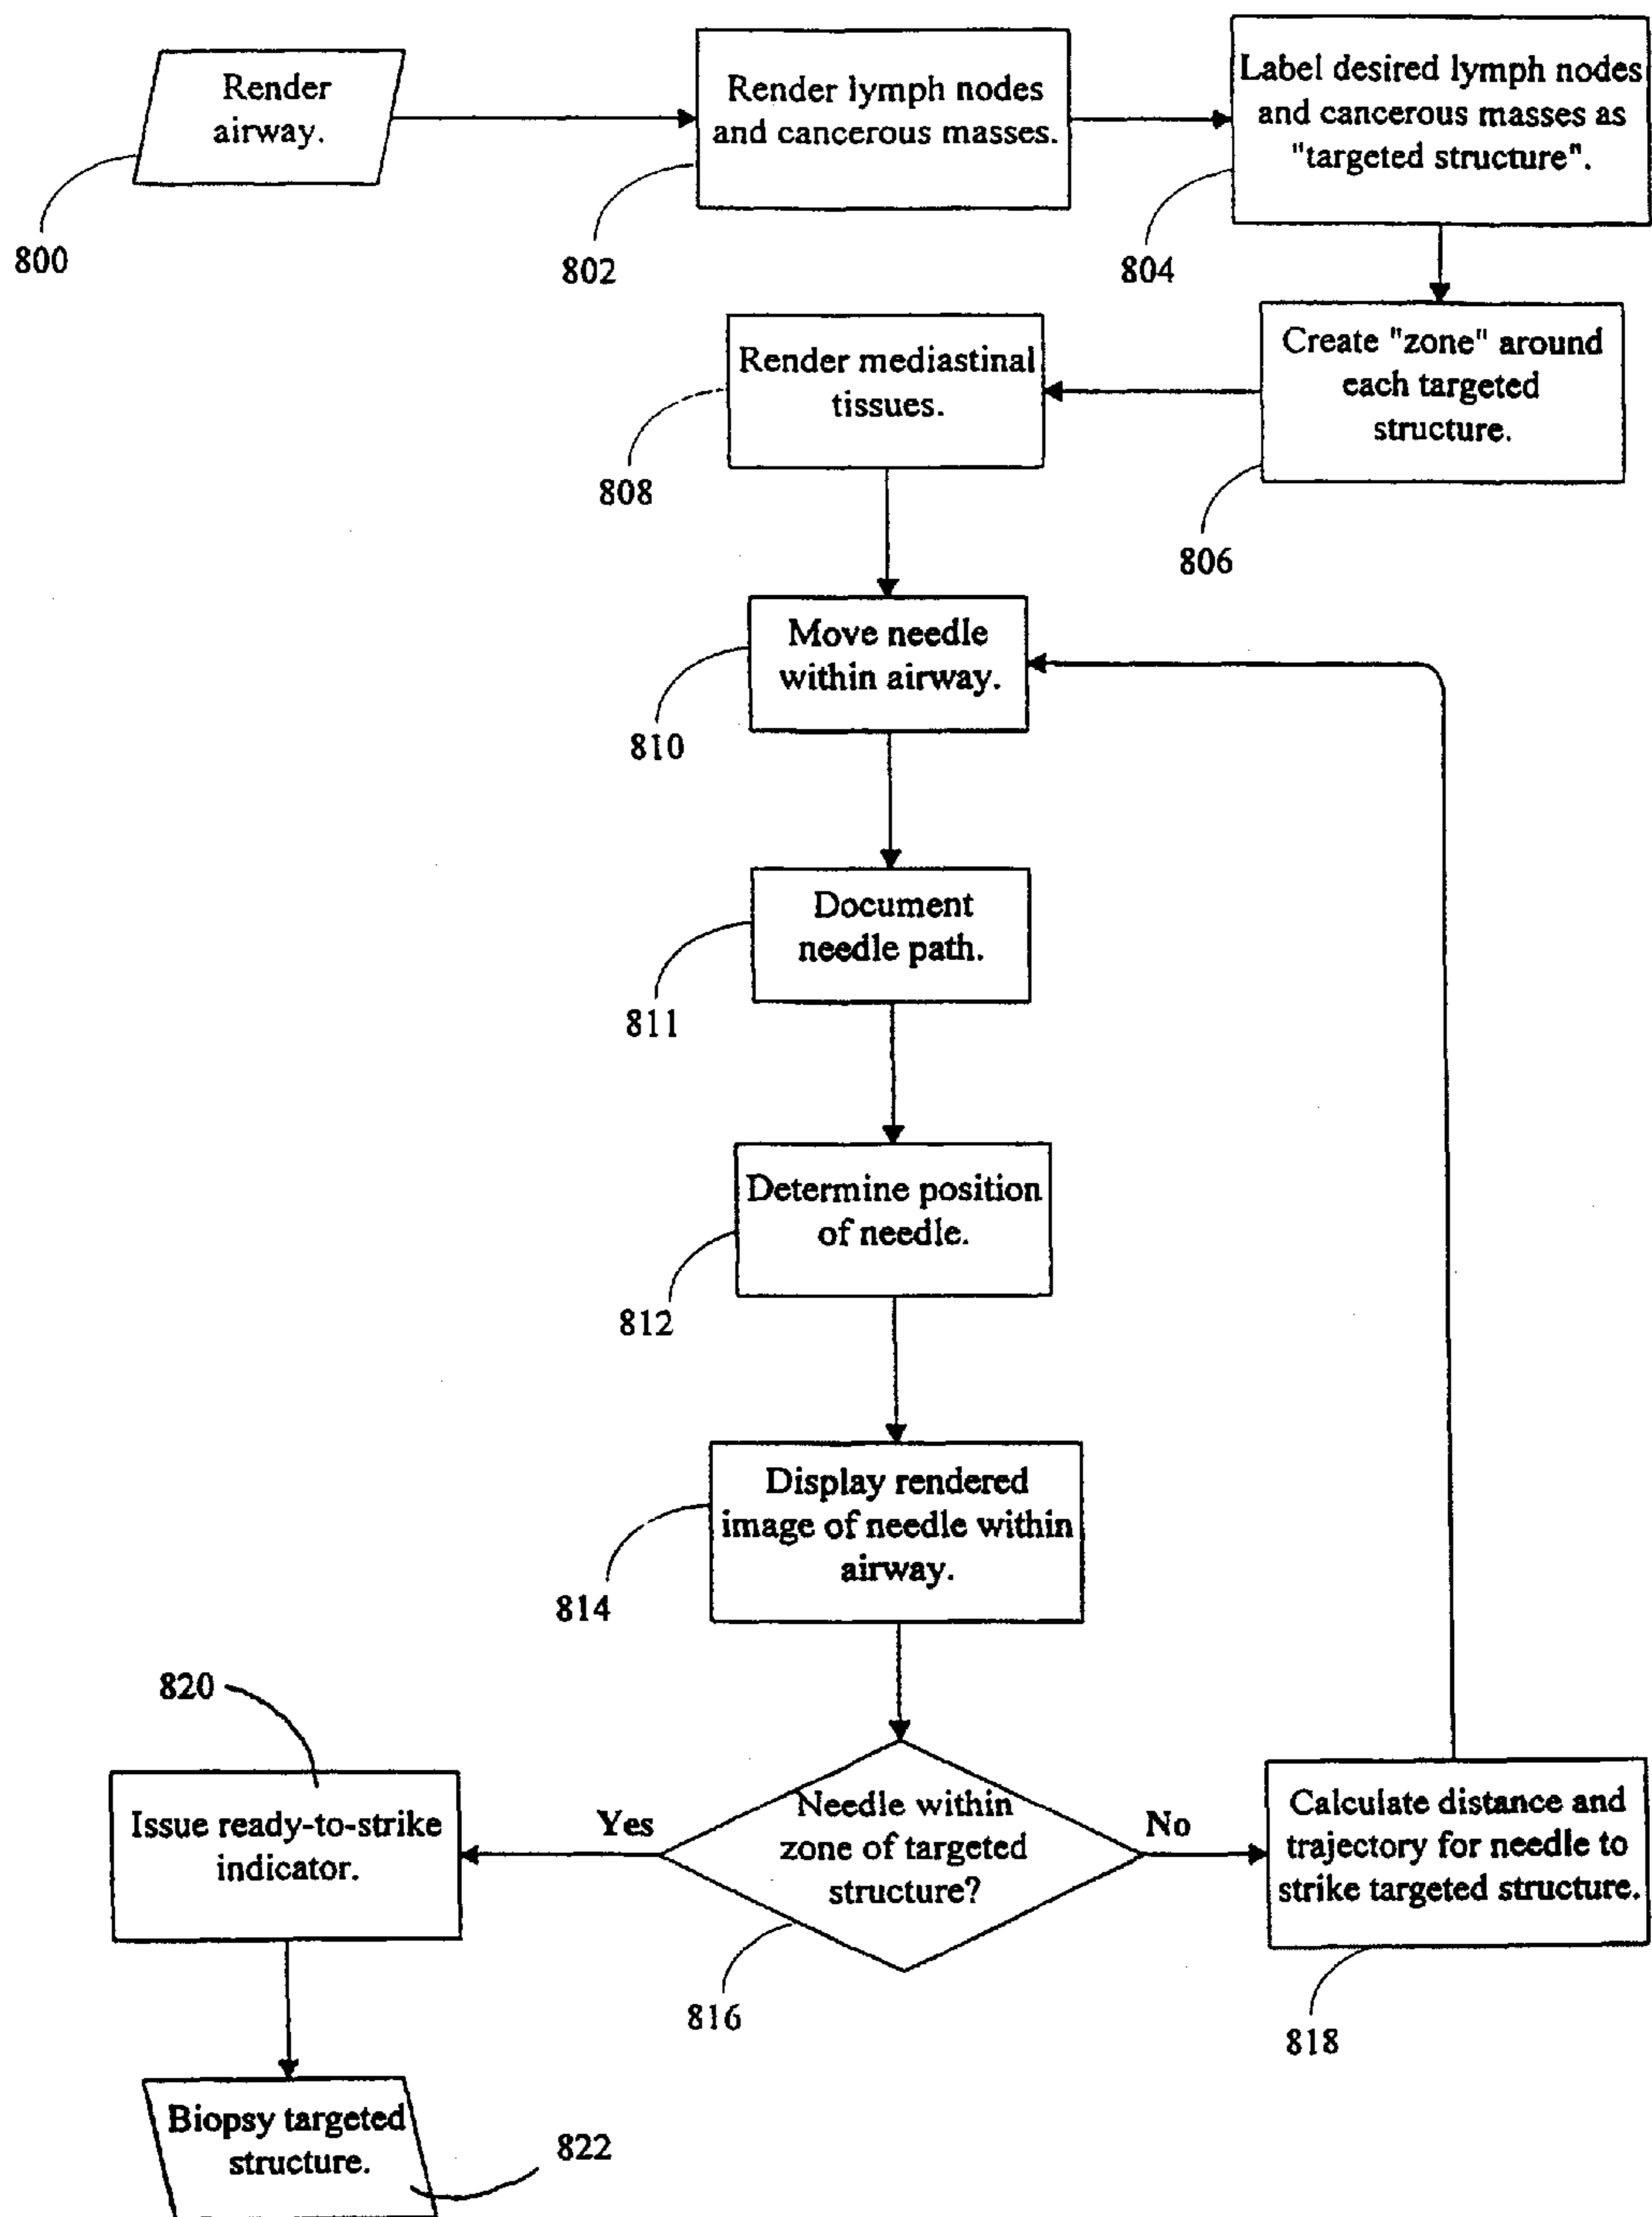 Render
airway.
800
Render lymph nodes
and cancerous masses.
802
Label desired lymph nodes
and cancerous masses as
"targeted structure".
804
Create "zone" around
each targeted
structure.
806
Render mediastinal
tissues.
808
Move needle
within airway.
810
Document
needle path.
811
Determine position
of needle.
812
Display rendered
image of needle within
airway.
814
Needle within
zone of targeted
structure?
816
No
Calculate distance and
trajectory for needle to
strike targeted structure.
818
Yes
820
Issue ready-to-strike
indicator.
Biopsy targeted
structure.
822